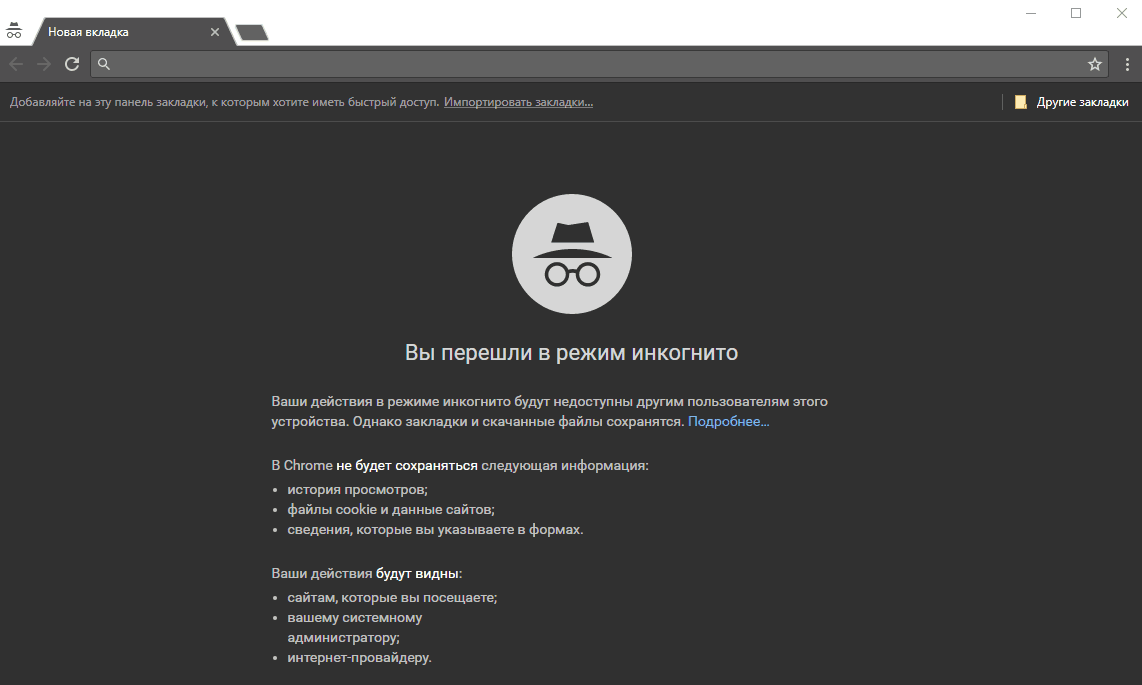 Новая вкладка
Добавляйте на эту панель закладки, к которым хотите иметь быстрый доступ. Импортировать закладки...
Другие закладки
Вы перешли в режим инкогнито
Ваши действия в режиме инкогнито будут недоступны другим пользователям этого
устройства. Однако закладки и скачанные файлы сохранятся. Подробнее...
В Chrome не будет сохраняться следующая информация:
• история просмотров;
• файлы cookie и данные сайтов;
• сведения, которые вы указываете в формах.
Ваши действия будут видны:
• сайтам, которые вы посещаете;
• вашему системному
администратору;
• интернет-провайдеру.